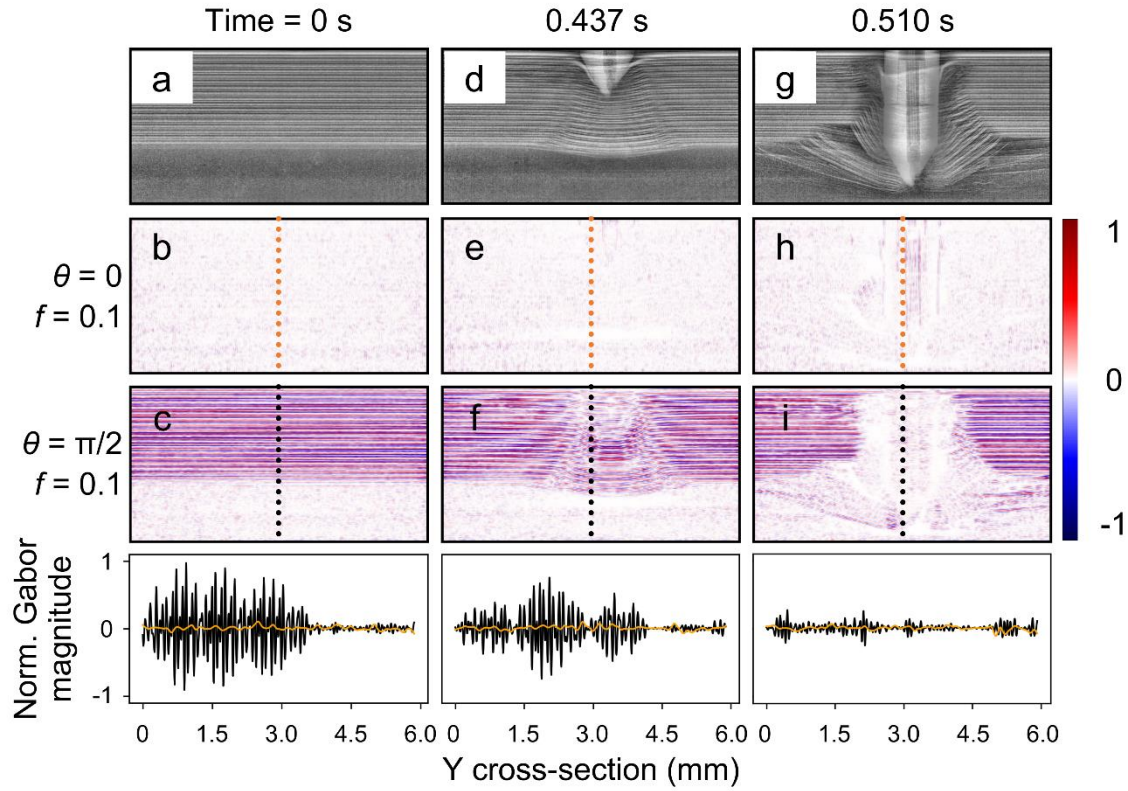 Time = 0 s 0.437 s 0.510 s
a d g
b e h
θ = 0
f = 0.1
1
0
-1
c f i
θ = π/2
f = 0.1
Norm. Gabor
magnitude
1
0
-1
0 1.5 3.0 4.5 6.0 0 1.5 3.0 4.5 6.0 0 1.5 3.0 4.5 6.0
Y cross-section (mm)